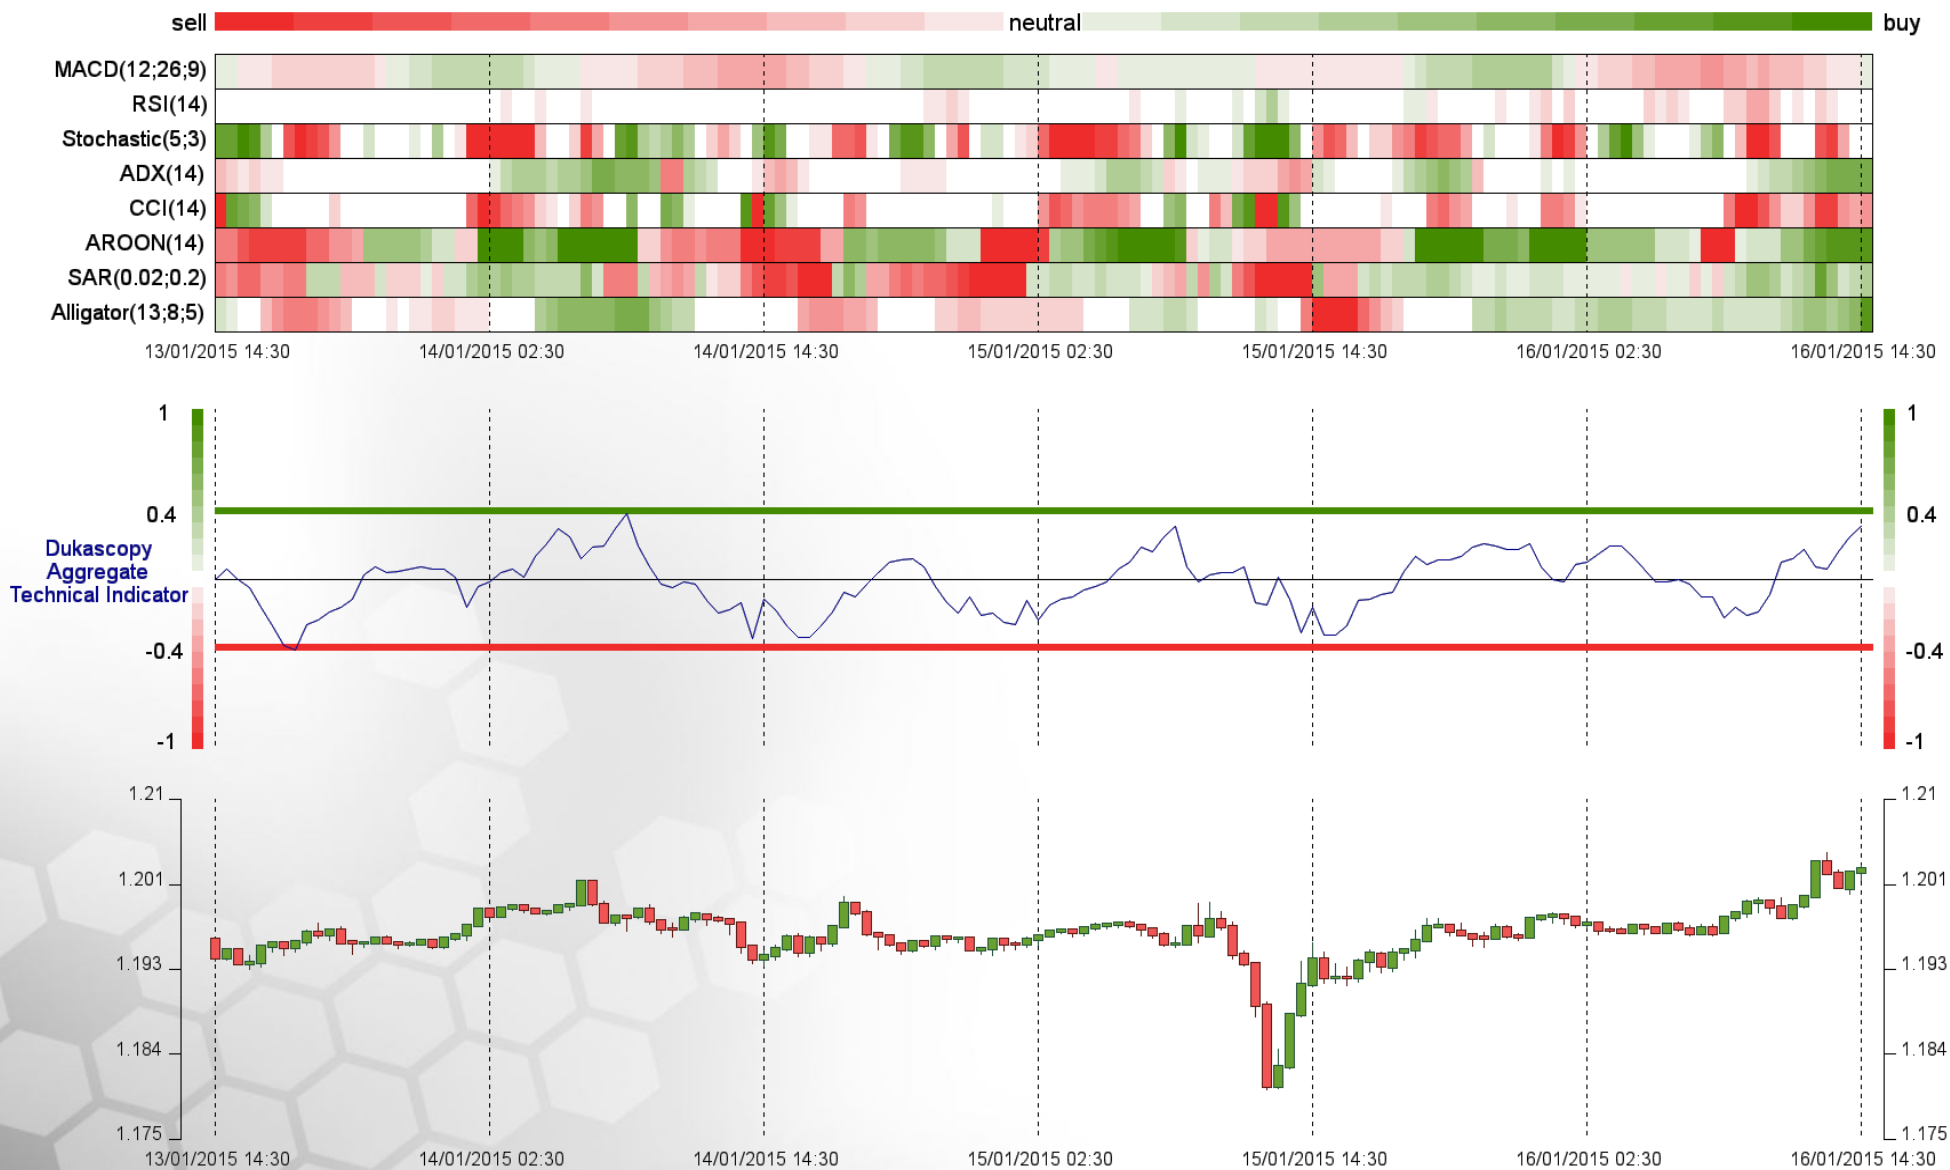 sell neutral buy
MACD(12;26;9)
RSI(14)
Stochastic(5;3)
ADX(14)
CCI(14)
AROON(14)
SAR(0.02;0.2)
Alligator(13;8;5)
13/01/2015 14:30 14/01/2015 02:30 14/01/2015 14:30 15/01/2015 02:30 15/01/2015 14:30 16/01/2015 02:30 16/01/2015 14:30
1 1
0.4 0.4
Dukascopy
Aggregate
Technical Indicator
-0.4 -0.4
-1 -1
1.21 1.21
1.201 1.201
1.193 1.193
1.184 1.184
1.175 1.175
13/01/2015 14:30 14/01/2015 02:30 14/01/2015 14:30 15/01/2015 02:30 15/01/2015 14:30 16/01/2015 02:30 16/01/2015 14:30